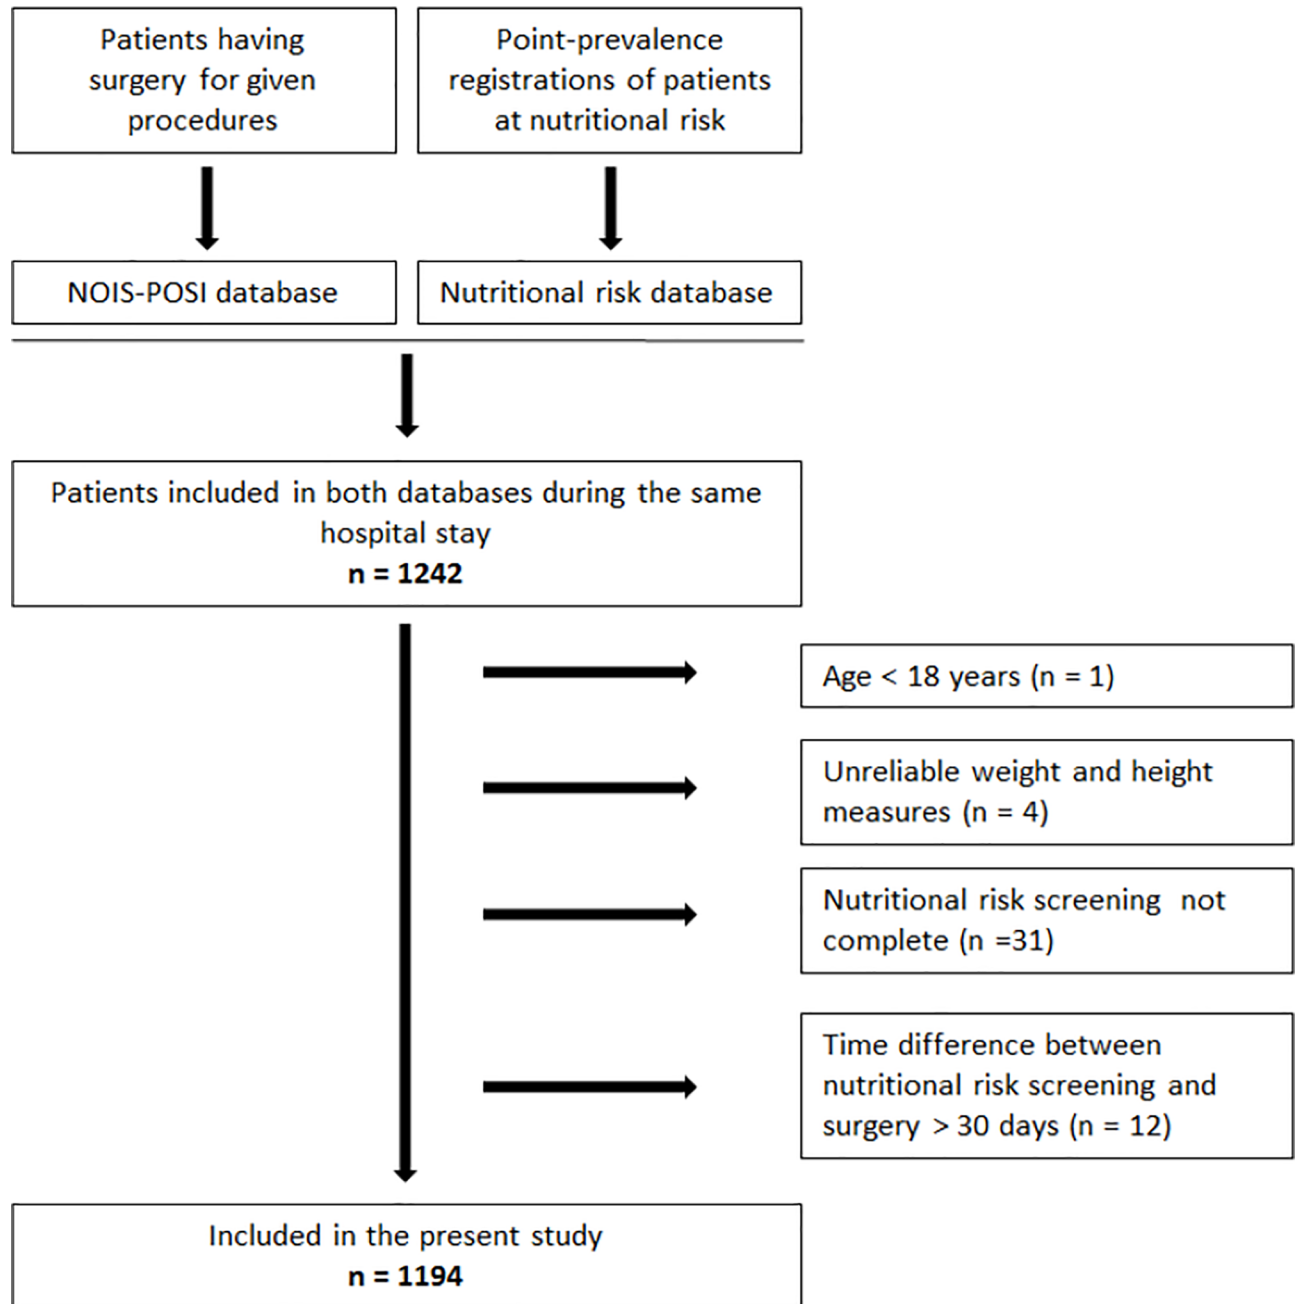 Patients having
surgery for given
procedures
Point-prevalence
registrations of patients
at nutritional risk
NOIS-POSI database
Nutritional risk database
Patients included in both databases during the same
hospital stay
n = 1242
Age < 18 years (n = 1)
Unreliable weight and height
measures (n = 4)
Nutritional risk screening not
complete (n =31)
Time difference between
nutritional risk screening and
surgery > 30 days (n = 12)
Included in the present study
n = 1194